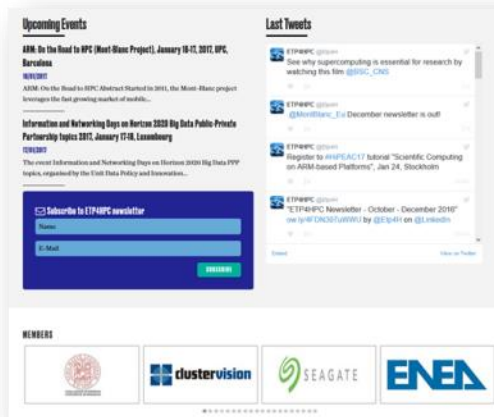 Upcoming Events
ARM: On the Road to HPC (Mont-Blanc Project), January 16-17, 2017, UPC,
Barcelona
16/01/2017
ARM: On the Road to HPC Abstract Started in 2011, the Mont-Blanc project
leverages the fast growing market of mobile...
Information and Networking Days on Horizon 2020 Big Data Public-Private
Partnership topics 2017, January 17-18, Luxembourg
17/01/2017
The event Information and Networking Days on Horizon 2020 Big Data PPP
topics, organised by the Unit Data Policy and Innovation...
Subscribe to ETP4HPC newsletter
Name
E-Mail
SUBSCRIBE
Last Tweets
ETP4HPC
See why supercomputing is essential for research by
watching this film @BSC_CNS
ETP4HPC
@MontBlanc_Eu December newsletter is out!
ETP4HPC
Register to #HiPEAC17 tutorial "Scientific Computing
on ARM-based Platforms", Jan 24, Stockholm
ETP4HPC
"ETP4HPC Newsletter - October - December 2016"
by @Etp4H on @LinkedIn
Embed
View on Twitter
MEMBERS
clustervision
SEAGATE
ENEA